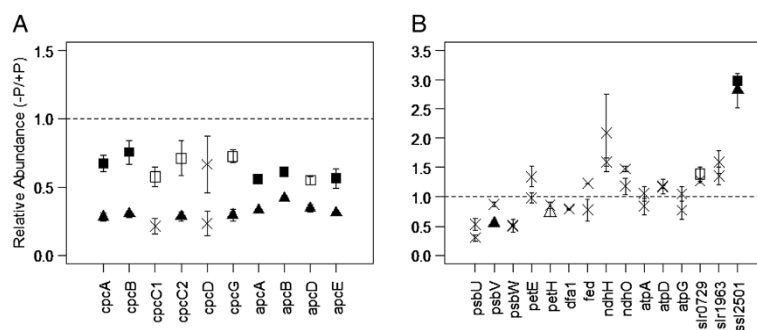 A
B
Relative Abundance (-P/+P)
1.5
1.0
0.5
0.0
cpcA
cpcB
cpcC1
cpcC2
cpcD
cpcG
apcA
apcB
apcD
apcE
3.5
3.0
2.5
2.0
1.5
1.0
0.5
0.0
psbU
psbV
psbW
petE
petH
dfa1
fed
ndhH
ndhO
atpA
atpD
atpG
slr0729
slr1963
ssl2501